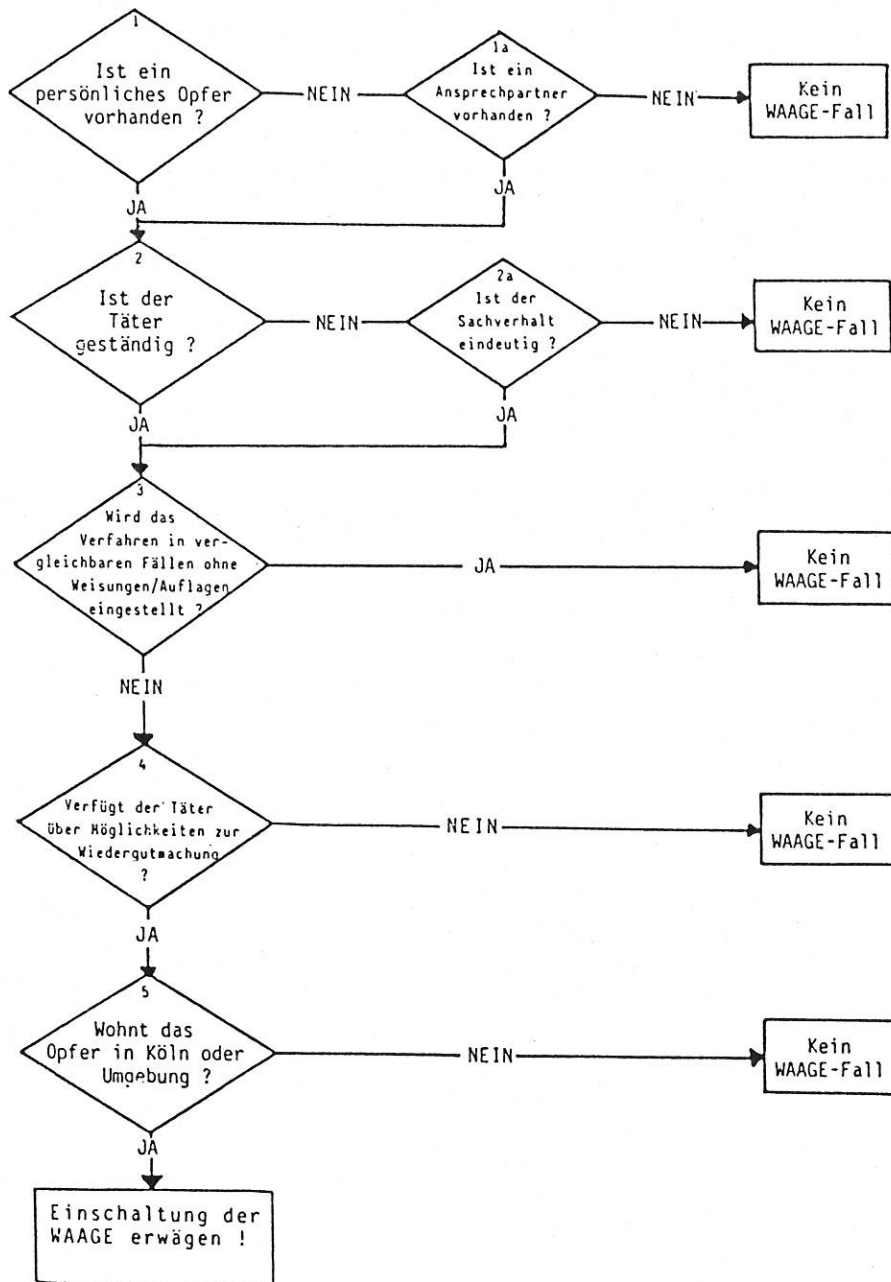 1
Ist ein
persönliches Opfer
vorhanden ?
NEIN
1a
Ist ein
Ansprechpartner
vorhanden ?
NEIN
Kein
WAAGE-Fall
JA
JA
2
Ist der
Täter
geständig ?
NEIN
2a
Ist der
Sachverhalt
eindeutig ?
NEIN
Kein
WAAGE-Fall
JA
JA
3
Wird das
Verfahren in ver-
gleichbaren Fällen ohne
Weisungen/Auflagen
eingestellt ?
JA
Kein
WAAGE-Fall
NEIN
4
Verfügt der Täter
über Möglichkeiten zur
Wiedergutmachung
?
NEIN
Kein
WAAGE-Fall
JA
5
Wohnt das
Opfer in Köln oder
Umgebung ?
NEIN
Kein
WAAGE-Fall
JA
Einschaltung der
WAAGE erwägen !